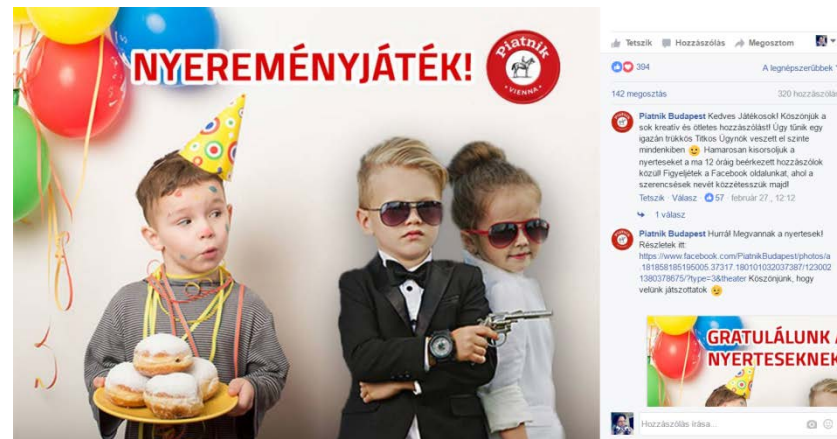 NYEREMÉNYJÁTÉK!
Piatnik
VIENNA
Tetszik Hozzászólás Megosztom
394 A legnépszerűbbek
142 megosztás 320 hozzászólás
Piatnik Budapest Kedves Játékosok! Köszönjük a
sok kreatív és ötletes hozzászólást! Úgy tűnik egy
igazán trükkös Titkos Ügynök veszett el szinte
mindenkiben
Hamarosan kisorsoljuk a
nyerteseket a ma 12 óráig beérkezett hozzászólók
közül! Figyeljétek a Facebook oldalunkat, ahol a
szerencsések nevét közzétesszük majd!
Tetszik · Válasz · 57 · február 27., 12:12
1 válasz
Piatnik Budapest Hurrá! Megvannak a nyertesek!
Részletek itt:
https://www.facebook.com/PiatnikBudapest/photos/a
.181858185195005.37317.180101032037387/123002
1380378675/?type=3&theater Köszönjünk, hogy
velünk játszottatok
GRATULÁLUNK A
NYERTESEKNEK
Hozzászólás írása...